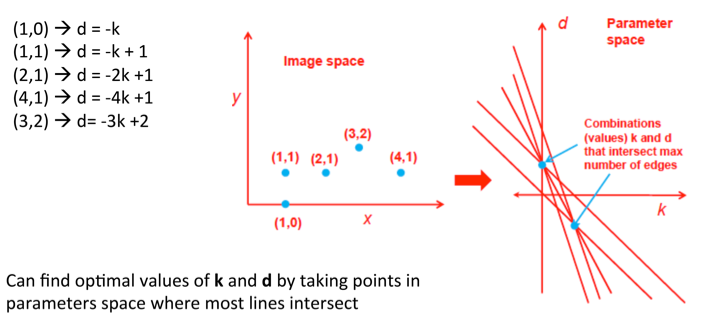 (1,0) → d = -k
(1,1) → d = -k + 1
(2,1) → d = -2k +1
(4,1) → d = -4k +1
(3,2) → d= -3k +2
Image space
y
(1,1)
(2,1)
(3,2)
(4,1)
(1,0)
x
d
Parameter
space
Combinations
(values) k and d
that intersect max
number of edges
k
Can find optimal values of k and d by taking points in
parameters space where most lines intersect